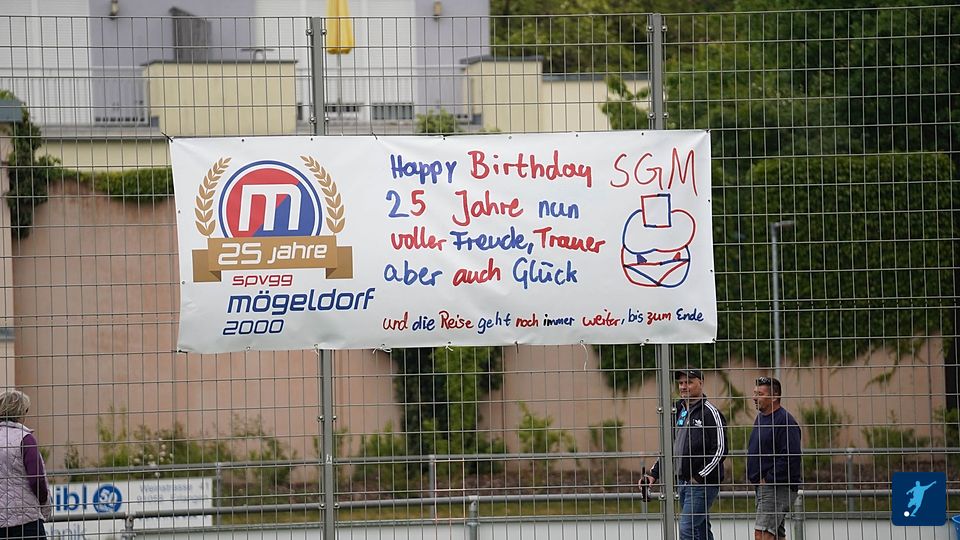 m
25 Jahre
spvgg
mögeldorf
2000
Happy Birthday SGM
25 Jahre nun
voller Freude, Trauer
aber auch Glück
und die Reise geht noch immer weiter, bis zum Ende
ibl